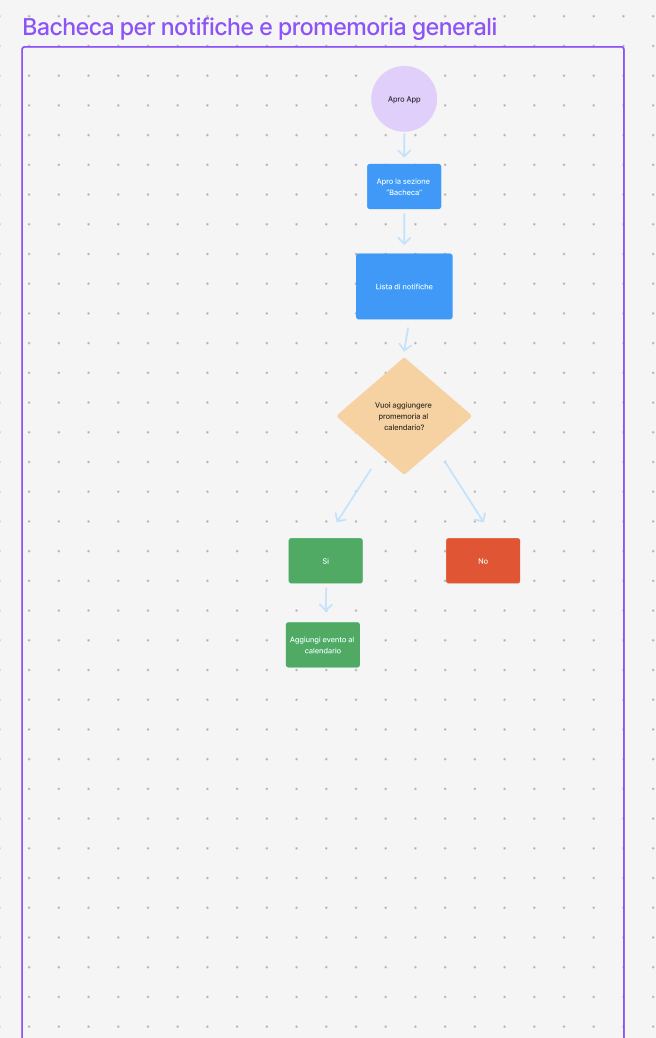 Bacheca per notifiche e promemoria generali
Apro App
Apro la sezione
"Bacheca"
Lista di notifiche
Vuoi aggiungere
promemoria al
calendario?
Si
No
Aggiungi evento al
calendario